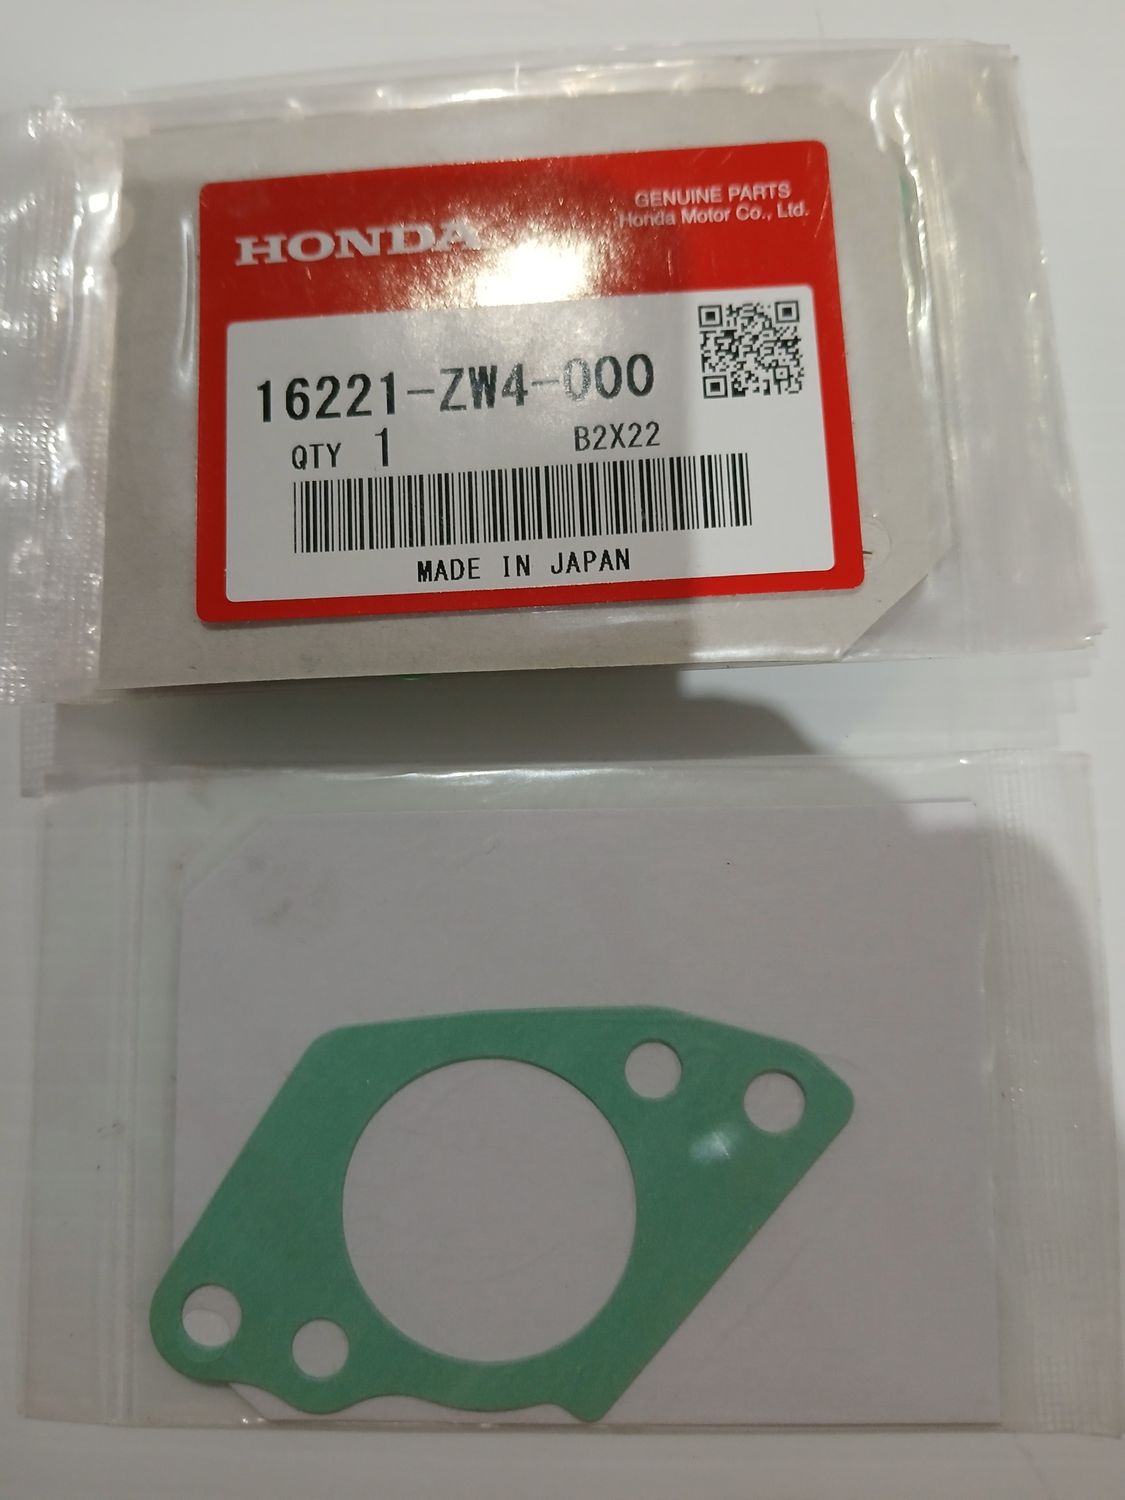 HONDA
GENUINE PARTS
Honda Motor Co., Ltd.
16221-ZW4-000
QTY 1
B2X22
MADE IN JAPAN